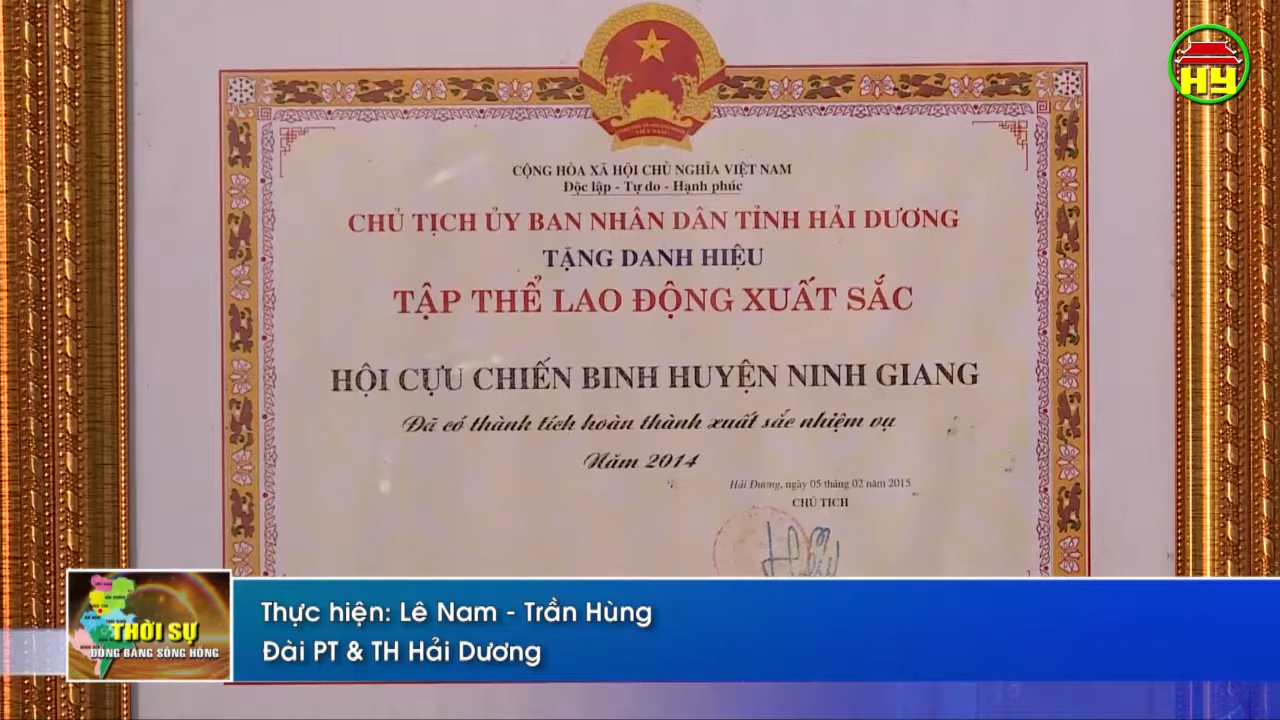 HY
CỘNG HÒA XÃ HỘI CHỦ NGHĨA VIỆT NAM
Độc lập - Tự do - Hạnh phúc
CHỦ TỊCH ỦY BAN NHÂN DÂN TỈNH HẢI DƯƠNG
TẶNG DANH HIỆU
TẬP THỂ LAO ĐỘNG XUẤT SẮC
HỘI CỰU CHIẾN BINH HUYỆN NINH GIANG
Đã có thành tích hoàn thành xuất sắc nhiệm vụ
Năm 2014
Hải Dương, ngày 05 tháng 02 năm 2015
CHỦ TỊCH
Thực hiện: Lê Nam - Trần Hùng
Đài PT & TH Hải Dương
THỜI SỰ
ĐỒNG BẰNG SÔNG HỒNG